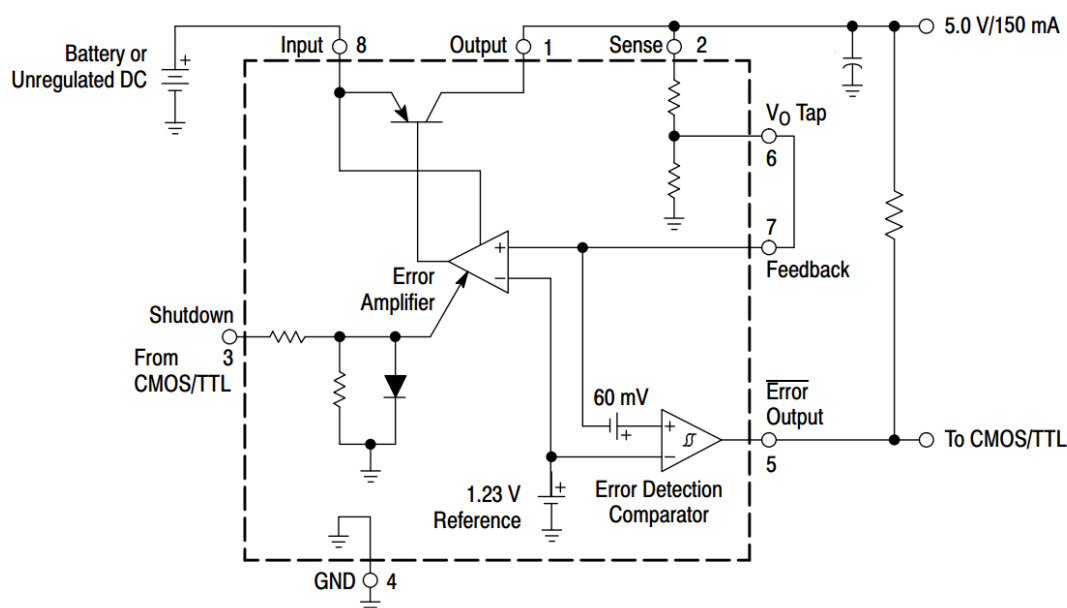 Battery or
Unregulated DC
+
Input 8
Output 1
Sense 2
5.0 V/150 mA
VO Tap
6
7
Feedback
+
−
Error
Amplifier
Shutdown
3
From
CMOS/TTL
60 mV
+
+
−
Error
Output
5
To CMOS/TTL
1.23 V
Reference
+
Error Detection
Comparator
GND 4